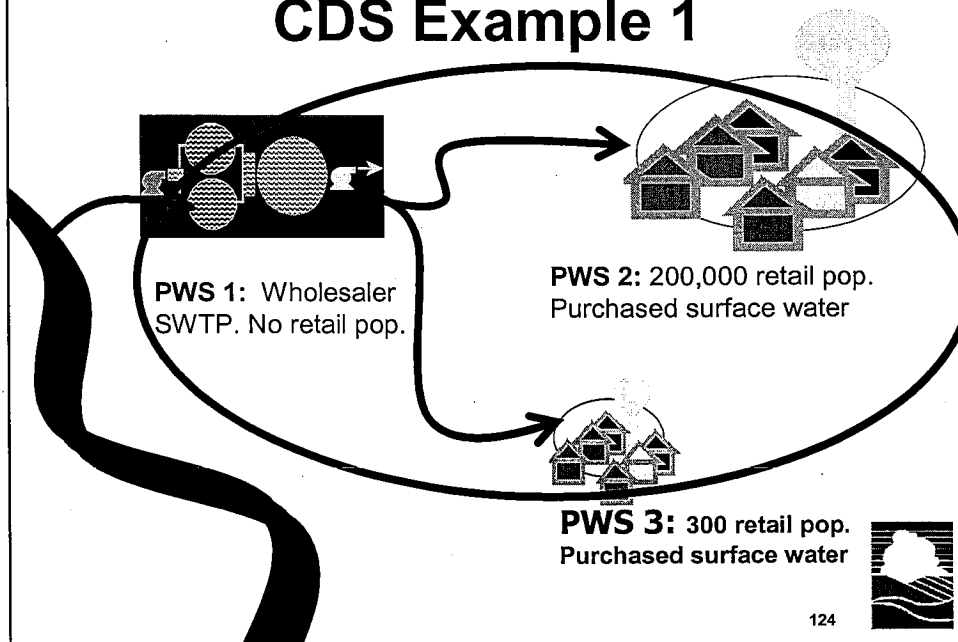 CDS Example 1
PWS 1: Wholesaler
SWTP. No retail pop.
PWS 2: 200,000 retail pop.
Purchased surface water
PWS 3: 300 retail pop.
Purchased surface water
124